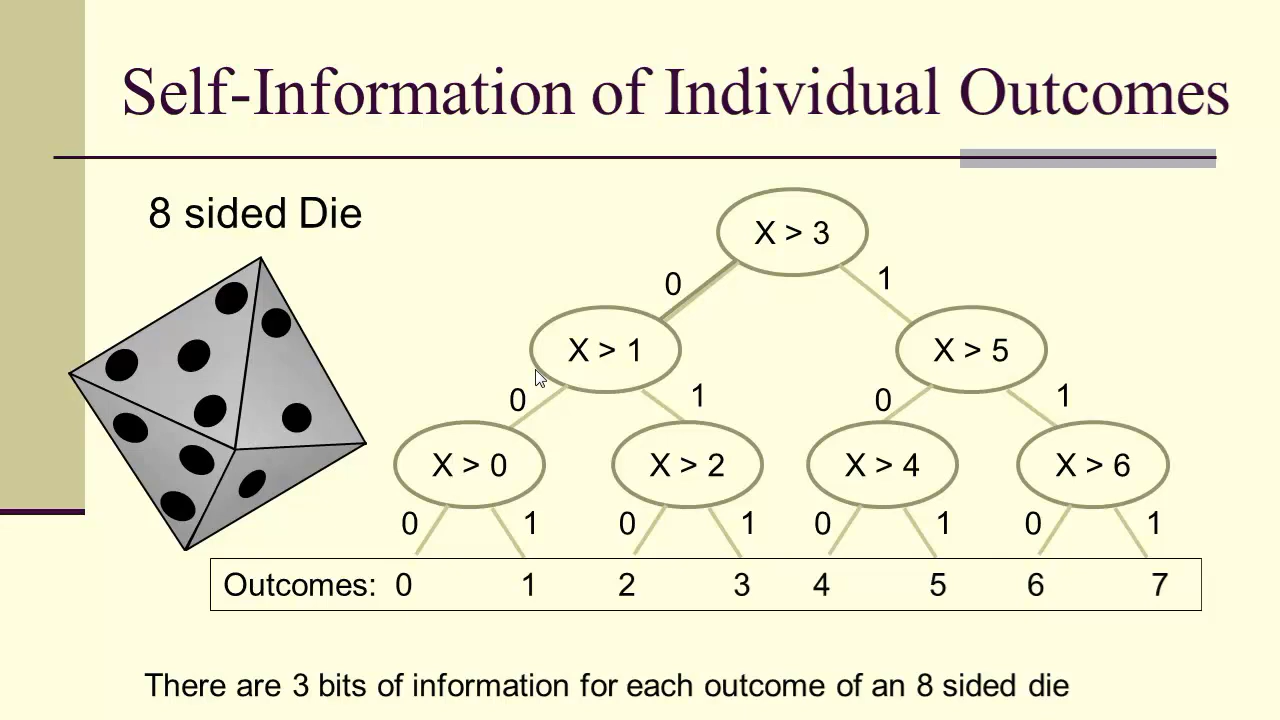 Self-Information of Individual Outcomes
8 sided Die
X > 3
0 1
X > 1 X > 5
0 1 0 1
X > 0 X > 2 X > 4 X > 6
0 1 0 1 0 1 0 1
Outcomes: 0 1 2 3 4 5 6 7
There are 3 bits of information for each outcome of an 8 sided die